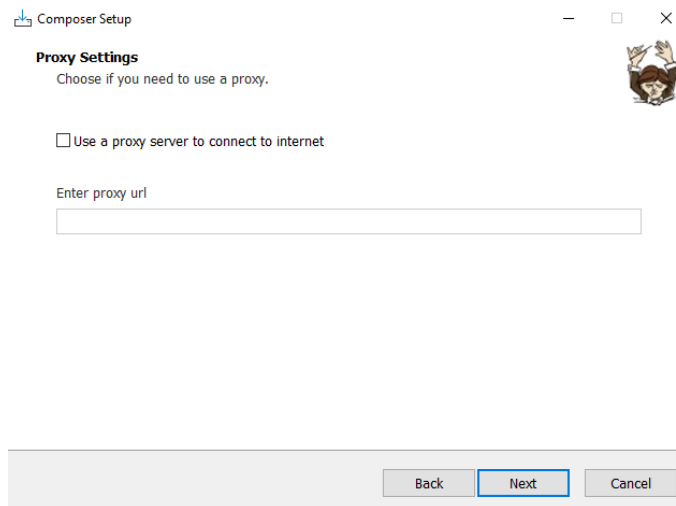 Composer Setup
Proxy Settings
Choose if you need to use a proxy.
Use a proxy server to connect to internet
Enter proxy url
Back
Next
Cancel